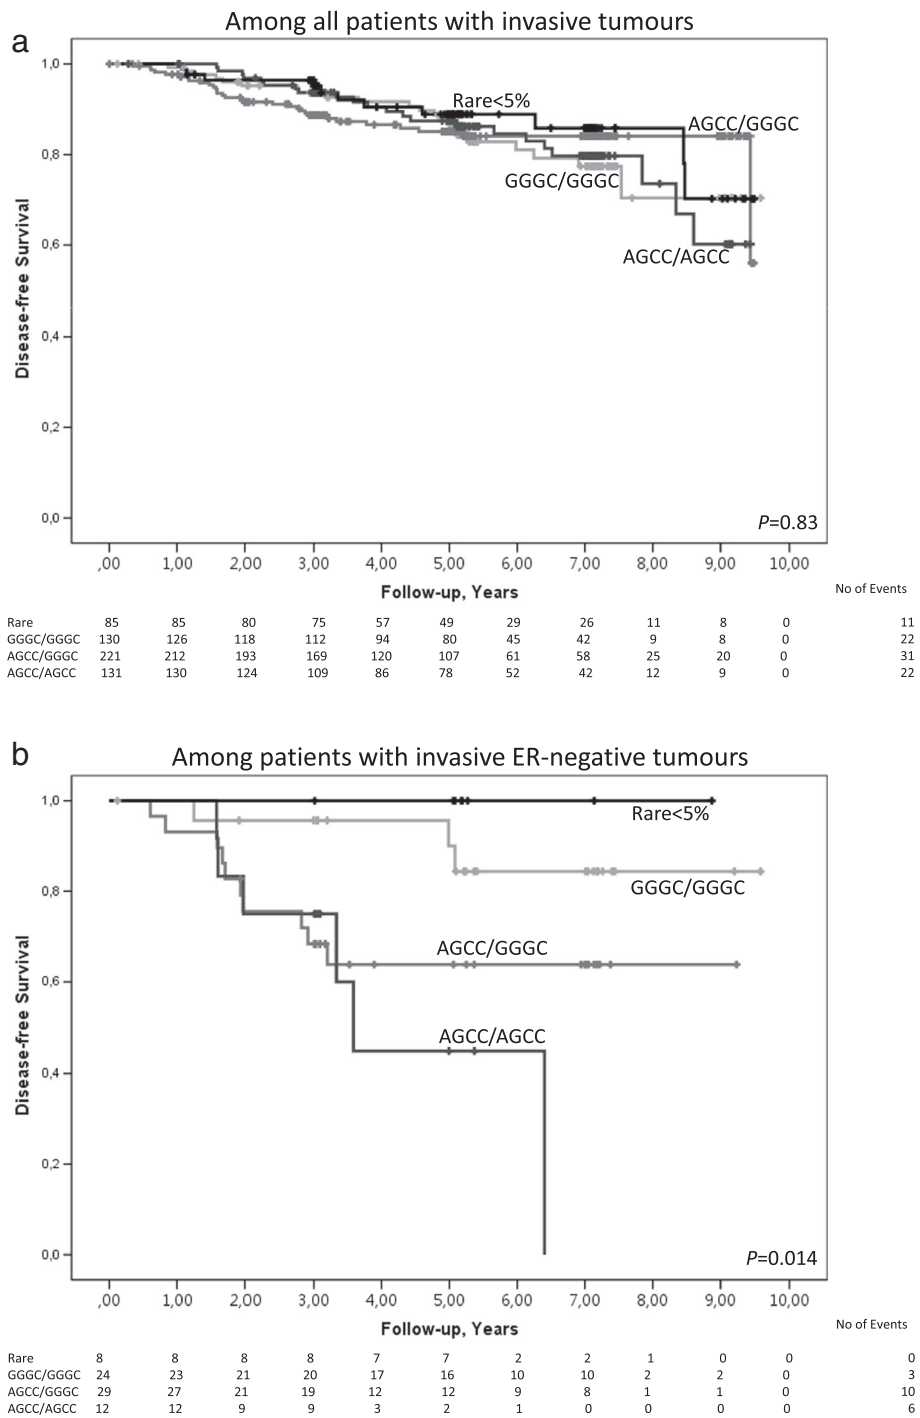 a
Among all patients with invasive tumours
1,0
0,8
0,6
0,4
0,2
0,0
Disease-free Survival
Rare<5%
AGCC/GGGC
GGGC/GGGC
AGCC/AGCC
P=0.83
,00 1,00 2,00 3,00 4,00 5,00 6,00 7,00 8,00 9,00 10,00
Follow-up, Years
No of Events
Rare 85 85 80 75 57 49 29 26 11 8 0 11
GGGC/GGGC 130 126 118 112 94 80 45 42 9 8 0 22
AGCC/GGGC 221 212 193 169 120 107 61 58 25 20 0 31
AGCC/AGCC 131 130 124 109 86 78 52 42 12 9 0 22
b
Among patients with invasive ER-negative tumours
1,0
0,8
0,6
0,4
0,2
0,0
Disease-free Survival
Rare<5%
GGGC/GGGC
AGCC/GGGC
AGCC/AGCC
P=0.014
,00 1,00 2,00 3,00 4,00 5,00 6,00 7,00 8,00 9,00 10,00
Follow-up, Years
No of Events
Rare 8 8 8 8 7 7 2 2 1 0 0 0
GGGC/GGGC 24 23 21 20 17 16 10 10 2 2 0 3
AGCC/GGGC 29 27 21 19 12 12 9 8 1 1 0 10
AGCC/AGCC 12 12 9 9 3 2 1 0 0 0 0 6